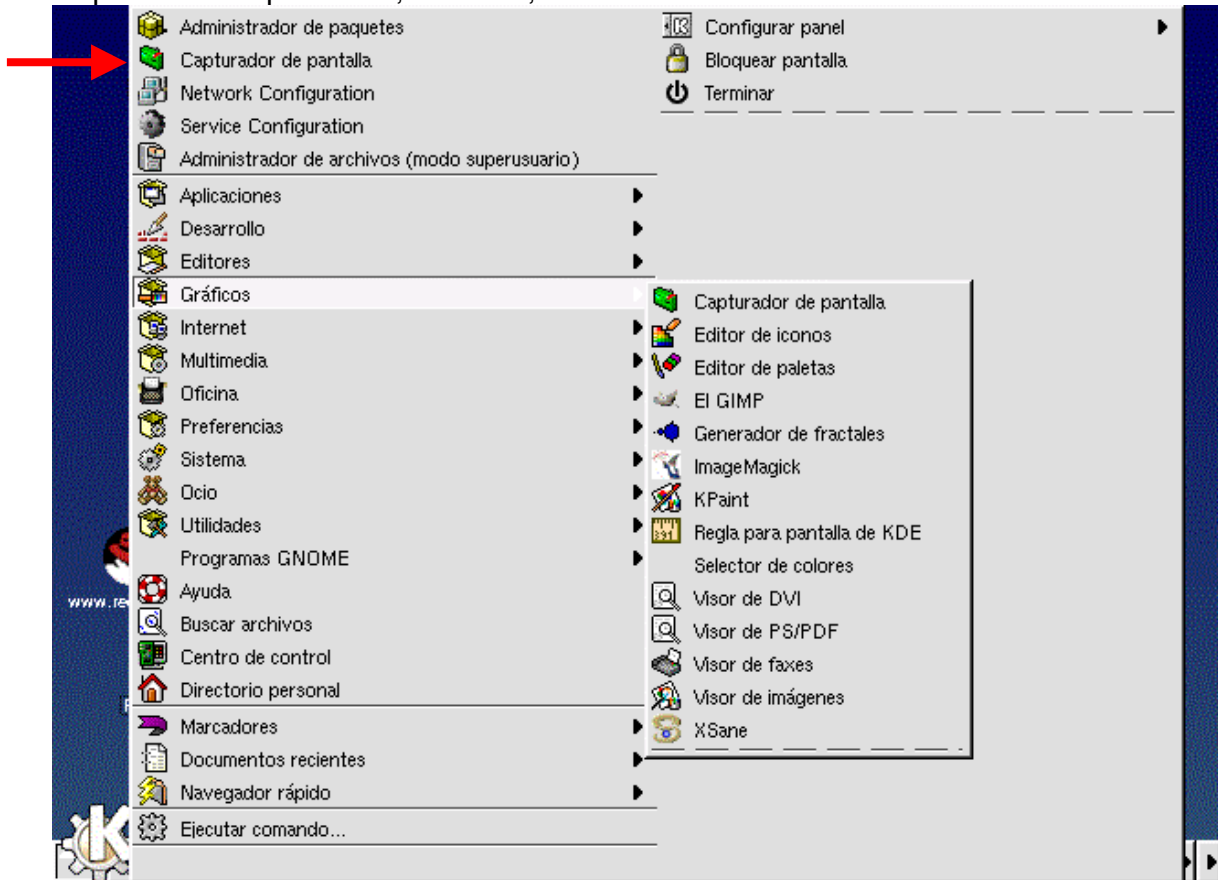 Administrador de paquetes
Capturador de pantalla
Network Configuration
Service Configuration
Administrador de archivos (modo superusuario)
Aplicaciones
Desarrollo
Editores
Gráficos
Internet
Multimedia
Oficina
Preferencias
Sistema
Ocio
Utilidades
Programas GNOME
Ayuda
Buscar archivos
Centro de control
Directorio personal
Marcadores
Documentos recientes
Navegador rápido
Ejecutar comando...
Configurar panel
Bloquear pantalla
Terminar
Capturador de pantalla
Editor de iconos
Editor de paletas
El GIMP
Generador de fractales
ImageMagick
KPaint
Regla para pantalla de KDE
Selector de colores
Visor de DVI
Visor de PS/PDF
Visor de faxes
Visor de imágenes
XSane
www.re
K